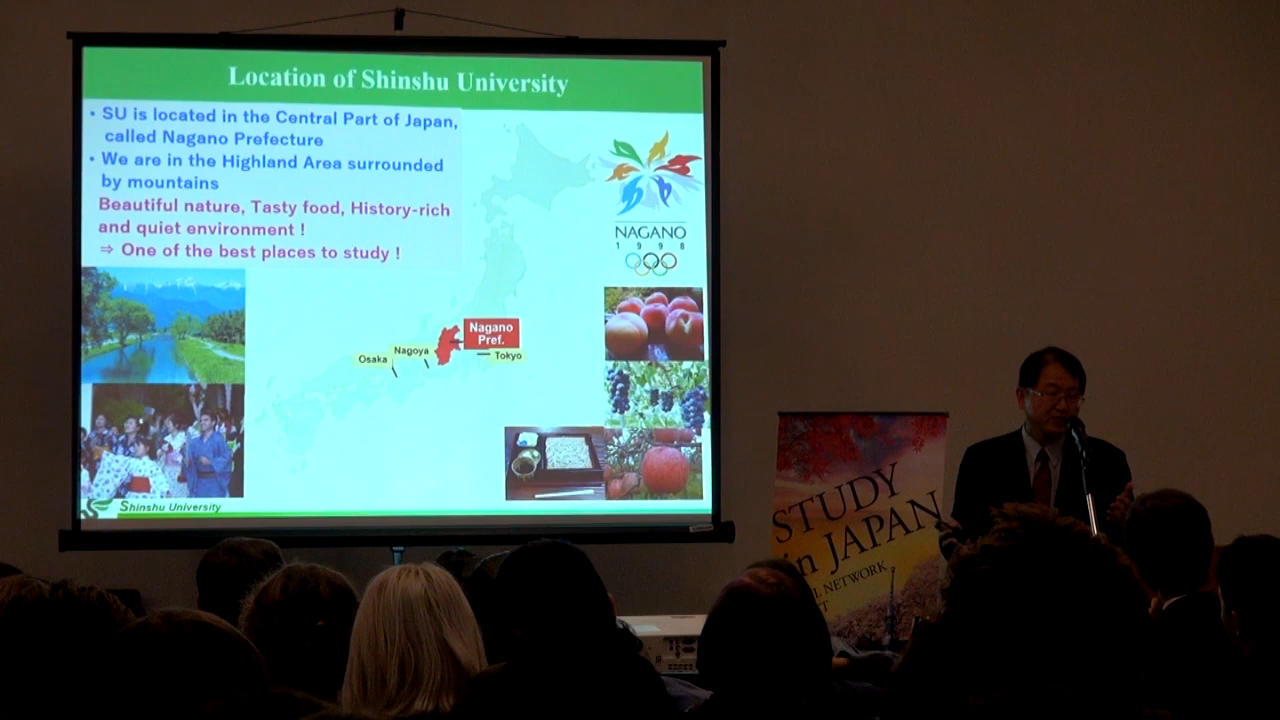 Location of Shinshu University
• SU is located in the Central Part of Japan,
called Nagano Prefecture
• We are in the Highland Area surrounded
by mountains
Beautiful nature, Tasty food, History-rich
and quiet environment !
⇒ One of the best places to study !
NAGANO
1 9 9 8
Nagano
Pref.
Nagoya
Osaka
Tokyo
Shinshu University
STUDY
in JAPAN
NETWORK